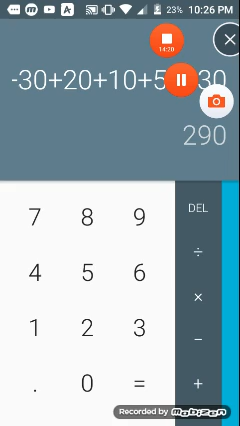 23% 10:26 PM
14:20
-30+20+10+5 30
290
7 8 9 DEL
4 5 6 ÷
1 2 3 ×
−
. 0 = +
Recorded by mobizen